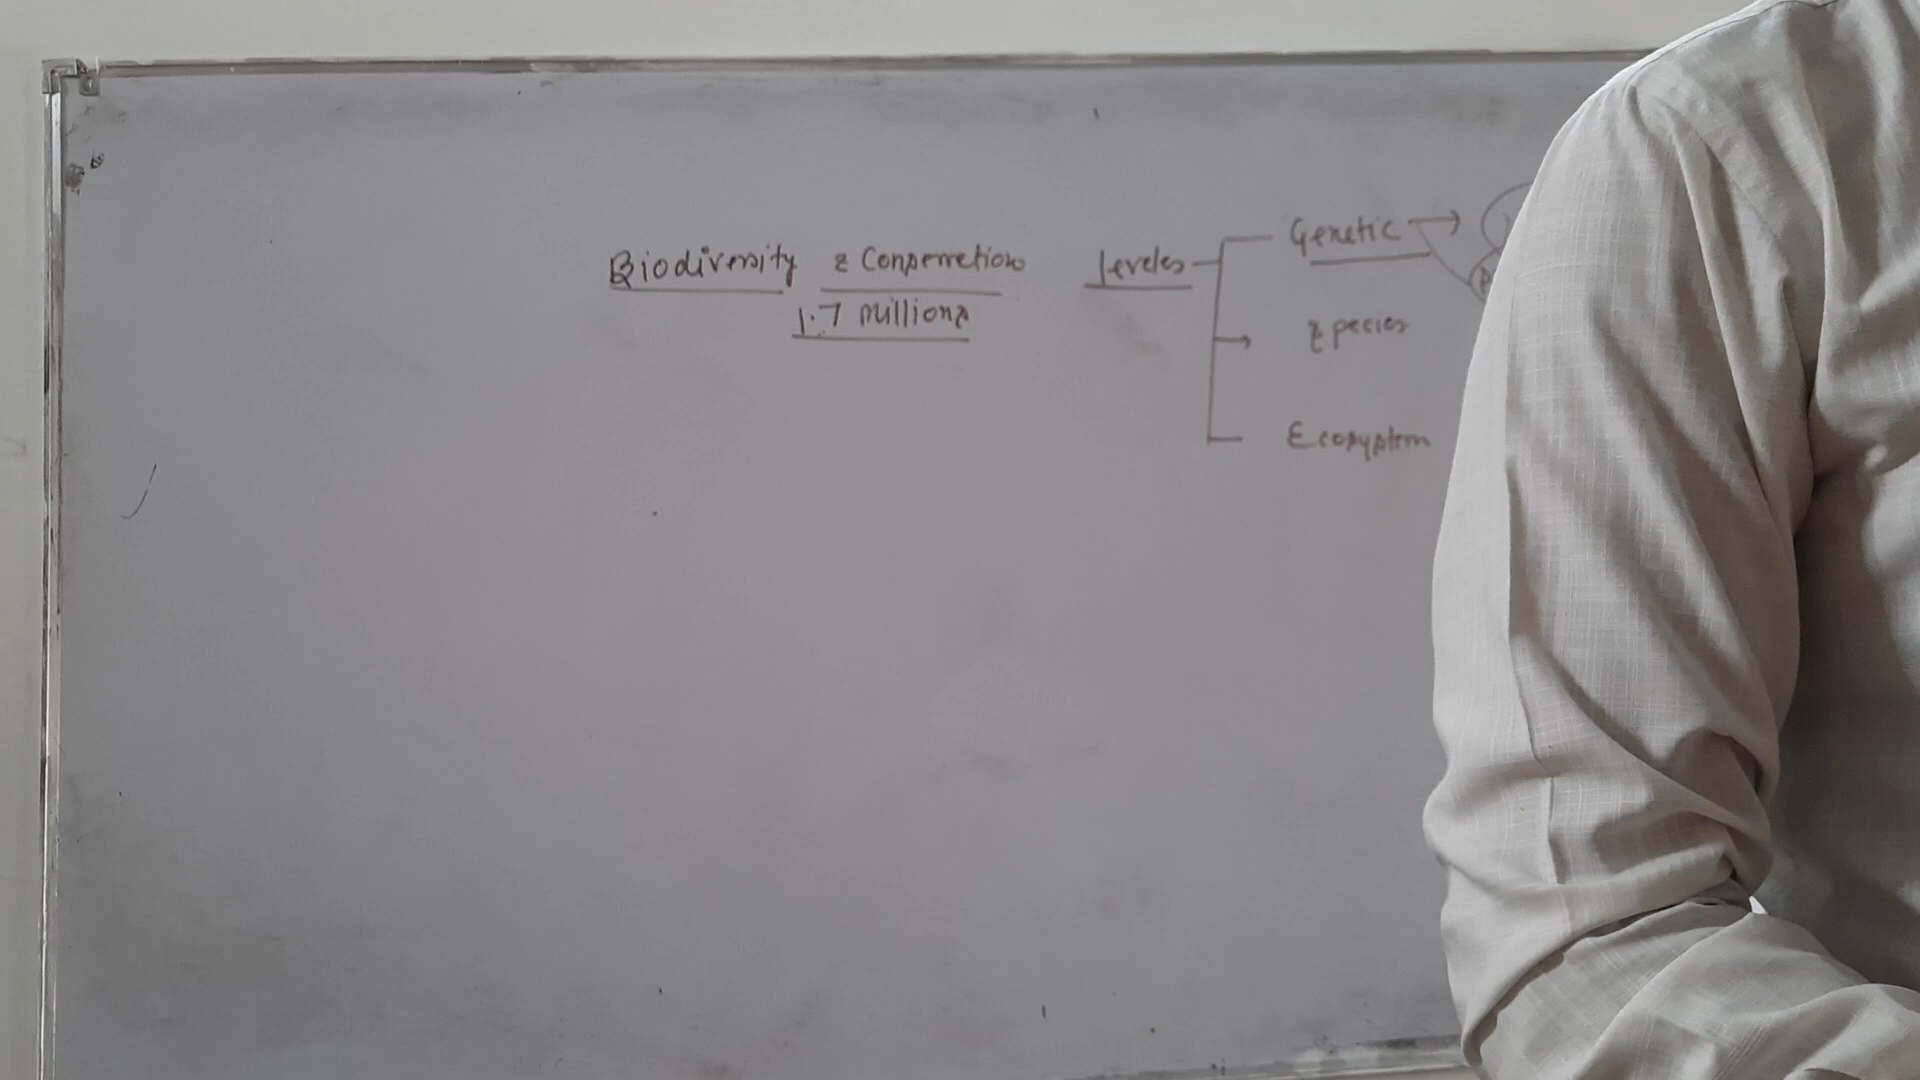 Biodiversity & Conservation
1.7 millions
levels
Genetic
Species
Ecosystem